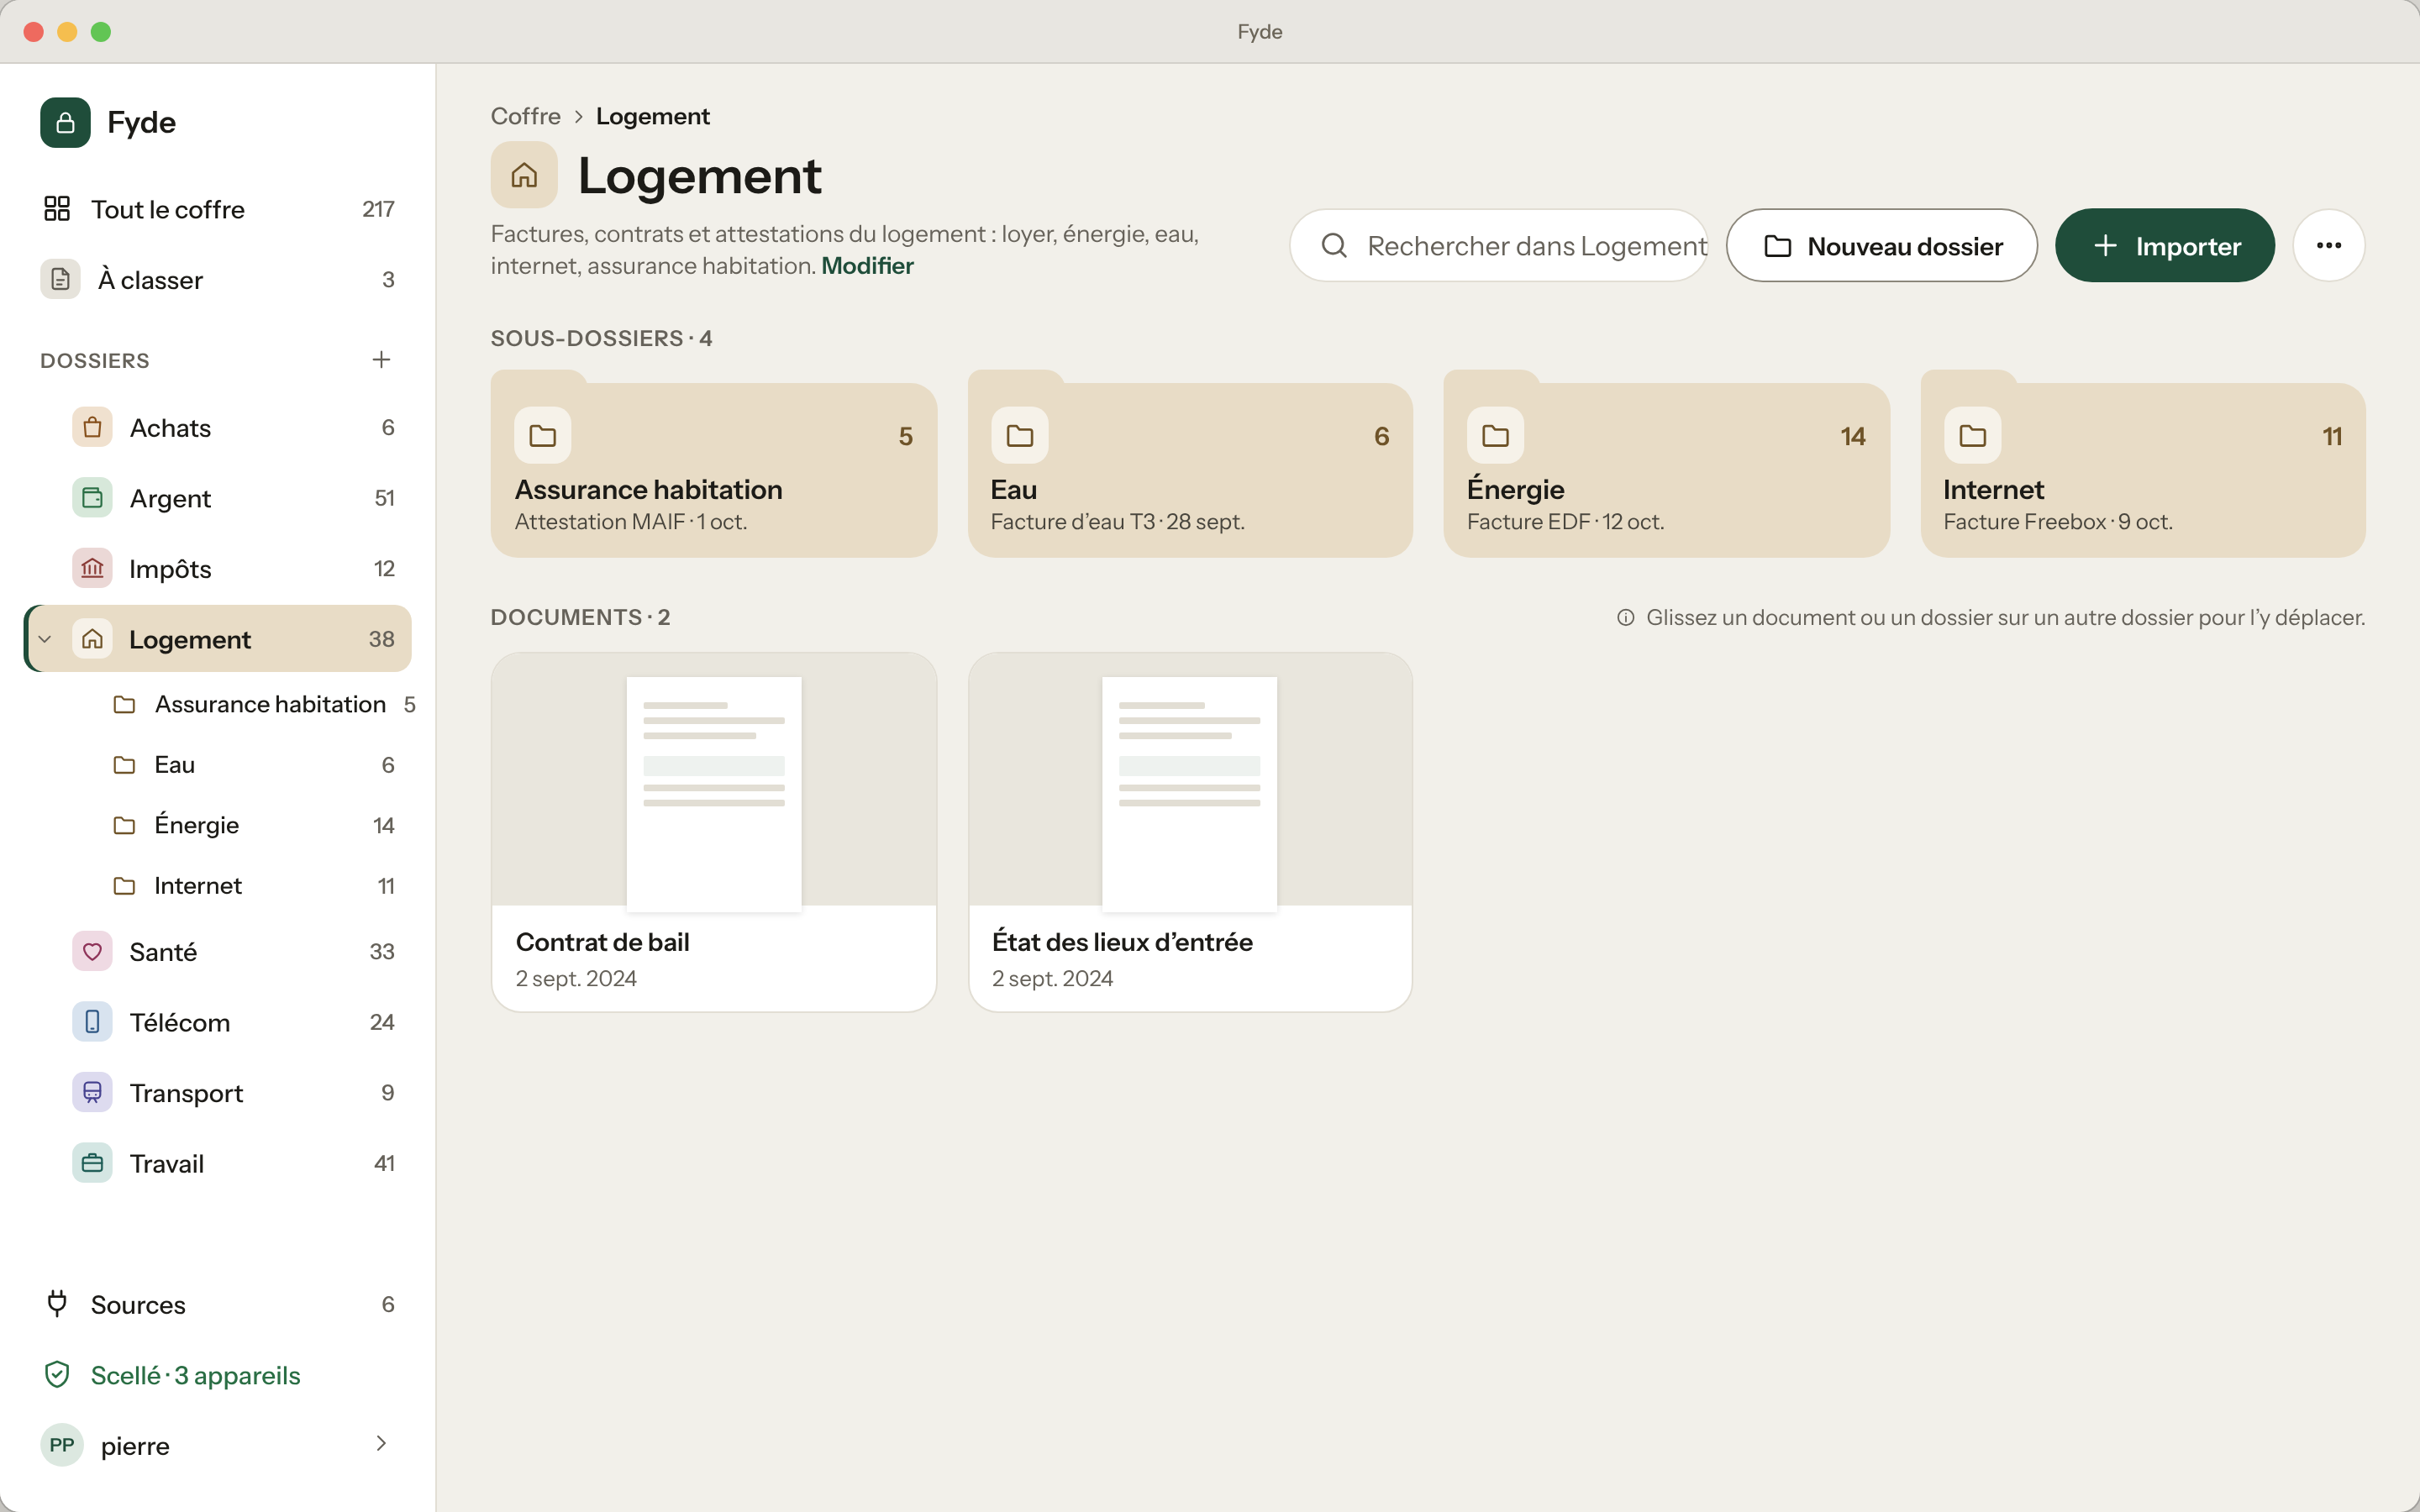 Fyde
Fyde
Tout le coffre 217
À classer 3
DOSSIERS
Achats 6
Argent 51
Impôts 12
Logement 38
Assurance habitation 5
Eau 6
Énergie 14
Internet 11
Santé 33
Télécom 24
Transport 9
Travail 41
Sources 6
Scellé · 3 appareils
PP pierre
Coffre > Logement
Logement
Factures, contrats et attestations du logement : loyer, énergie, eau,
internet, assurance habitation. Modifier
Rechercher dans Logement
Nouveau dossier
+ Importer
SOUS-DOSSIERS · 4
5
Assurance habitation
Attestation MAIF · 1 oct.
6
Eau
Facture d’eau T3 · 28 sept.
14
Énergie
Facture EDF · 12 oct.
11
Internet
Facture Freebox · 9 oct.
DOCUMENTS · 2
Glissez un document ou un dossier sur un autre dossier pour l’y déplacer.
Contrat de bail
2 sept. 2024
État des lieux d’entrée
2 sept. 2024